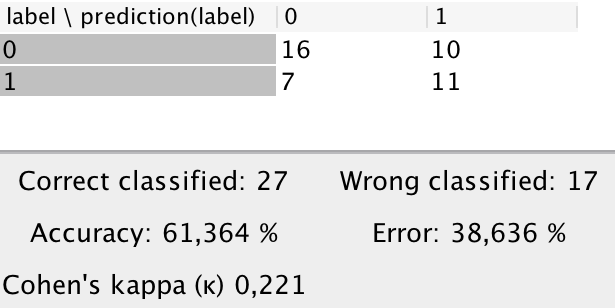 label \ prediction(label) 0 1
0 16 10
1 7 11
Correct classified: 27 Wrong classified: 17
Accuracy: 61,364 % Error: 38,636 %
Cohen's kappa (κ) 0,221